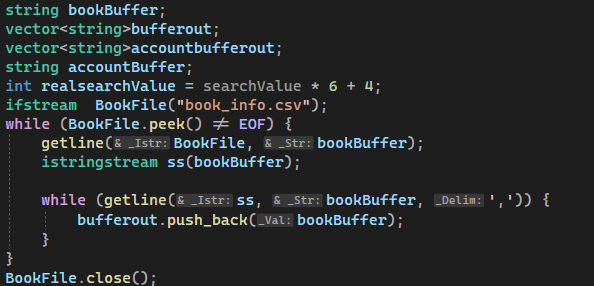 string bookBuffer;
vector<string>bufferout;
vector<string>accountbufferout;
string accountBuffer;
int realsearchValue = searchValue * 6 + 4;
ifstream  BookFile("book_info.csv");
while (BookFile.peek() ≠ EOF) {
    getline(& _Istr: BookFile, & _Str: bookBuffer);
    istringstream ss(bookBuffer);

    while (getline(& _Istr: ss, & _Str: bookBuffer, _Delim: ',')) {
        bufferout.push_back(_Val: bookBuffer);
    }
}
BookFile.close();